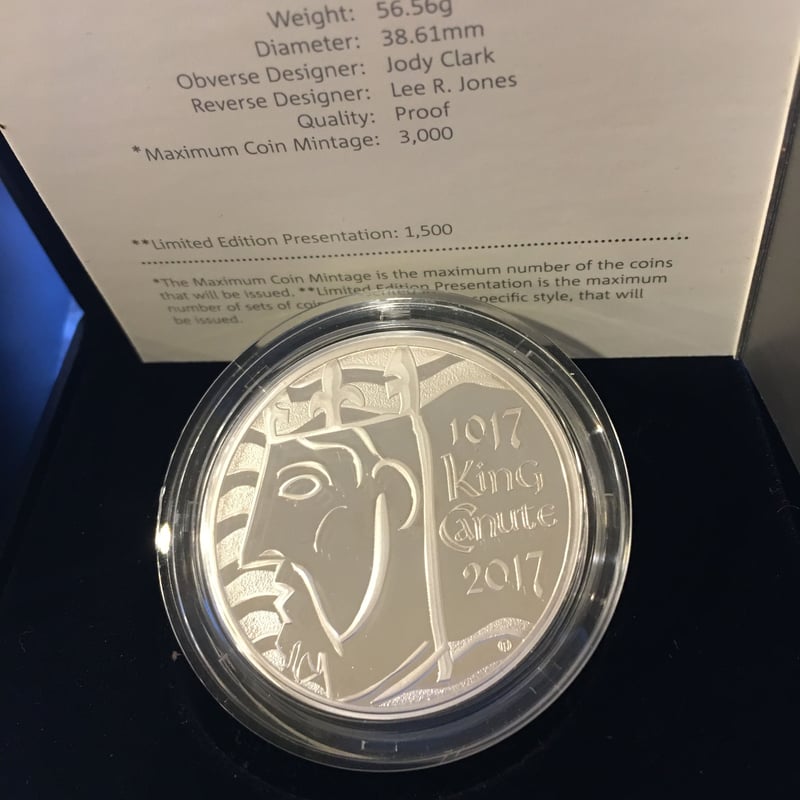 Weight: 56.56g
Diameter: 38.61mm
Obverse Designer: Jody Clark
Reverse Designer: Lee R. Jones
Quality: Proof
*Maximum Coin Mintage: 3,000
**Limited Edition Presentation: 1,500
*The Maximum Coin Mintage is the maximum number of the coins
that will be issued. **Limited Edition Presentation is the maximum
number of sets of specific style, that will
be issued.
1017
King
Canute
2017